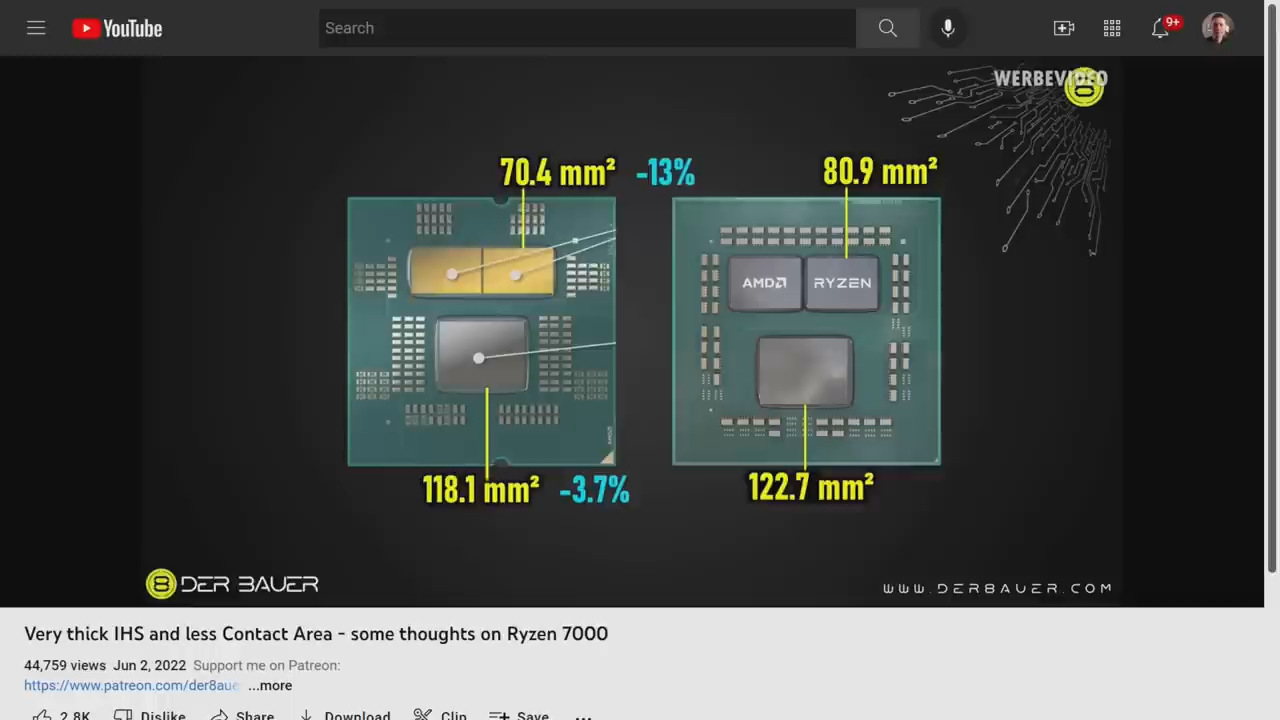 YouTube
Search
9+
WERBEVIDEO
8
70.4 mm² -13%
80.9 mm²
AMD RYZEN
118.1 mm² -3.7%
122.7 mm²
8 DER BAUER
WWW.DERBAUER.COM
Very thick IHS and less Contact Area - some thoughts on Ryzen 7000
44,759 views Jun 2, 2022 Support me on Patreon:
https://www.patreon.com/der8aue ...more
2.8K Dislike Share Download Clip Save ...